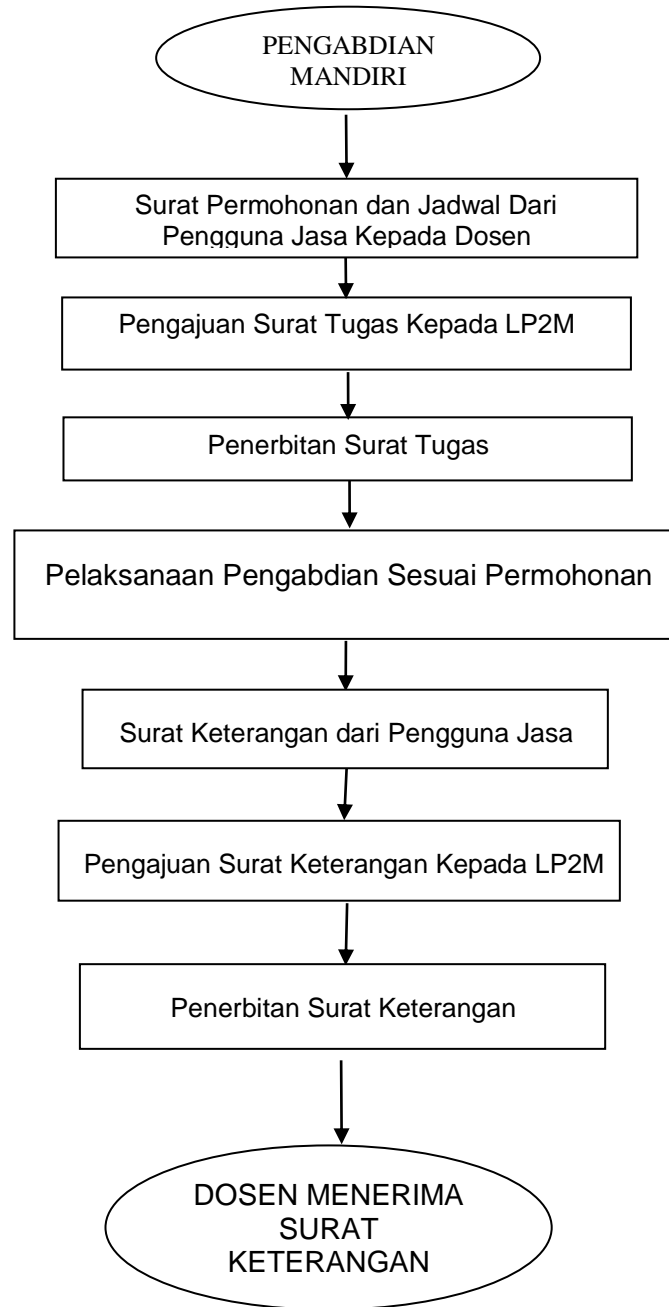 PENGABDIAN
MANDIRI
Surat Permohonan dan Jadwal Dari
Pengguna Jasa Kepada Dosen
Pengajuan Surat Tugas Kepada LP2M
Penerbitan Surat Tugas
Pelaksanaan Pengabdian Sesuai Permohonan
Surat Keterangan dari Pengguna Jasa
Pengajuan Surat Keterangan Kepada LP2M
Penerbitan Surat Keterangan
DOSEN MENERIMA
SURAT
KETERANGAN